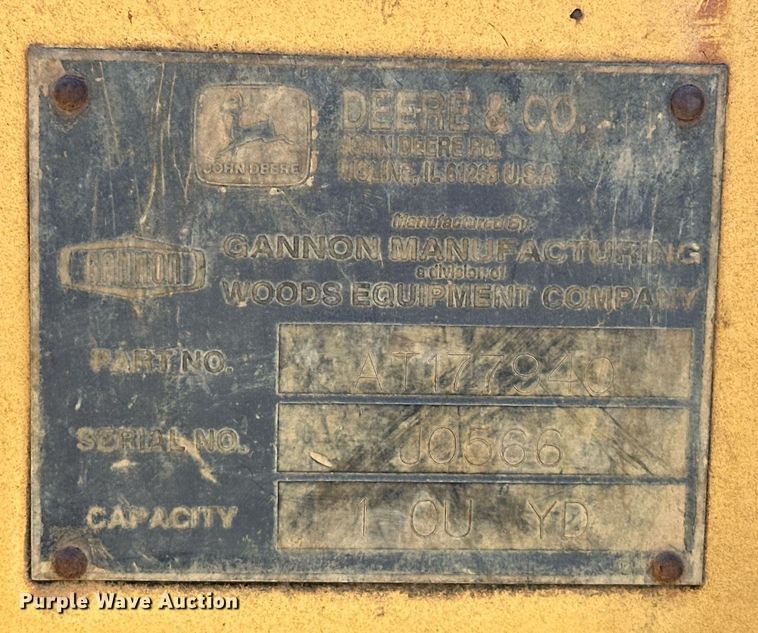 JOHN DEERE
DEERE & CO.
JOHN DEERE RD.
MOLINE, IL 61265 U.S.A.
Manufactured By:
GANNON
GANNON MANUFACTURING
a division of
WOODS EQUIPMENT COMPANY
PART NO. AT177940
SERIAL NO. J0566
CAPACITY 1 CU YD
Purple Wave Auction